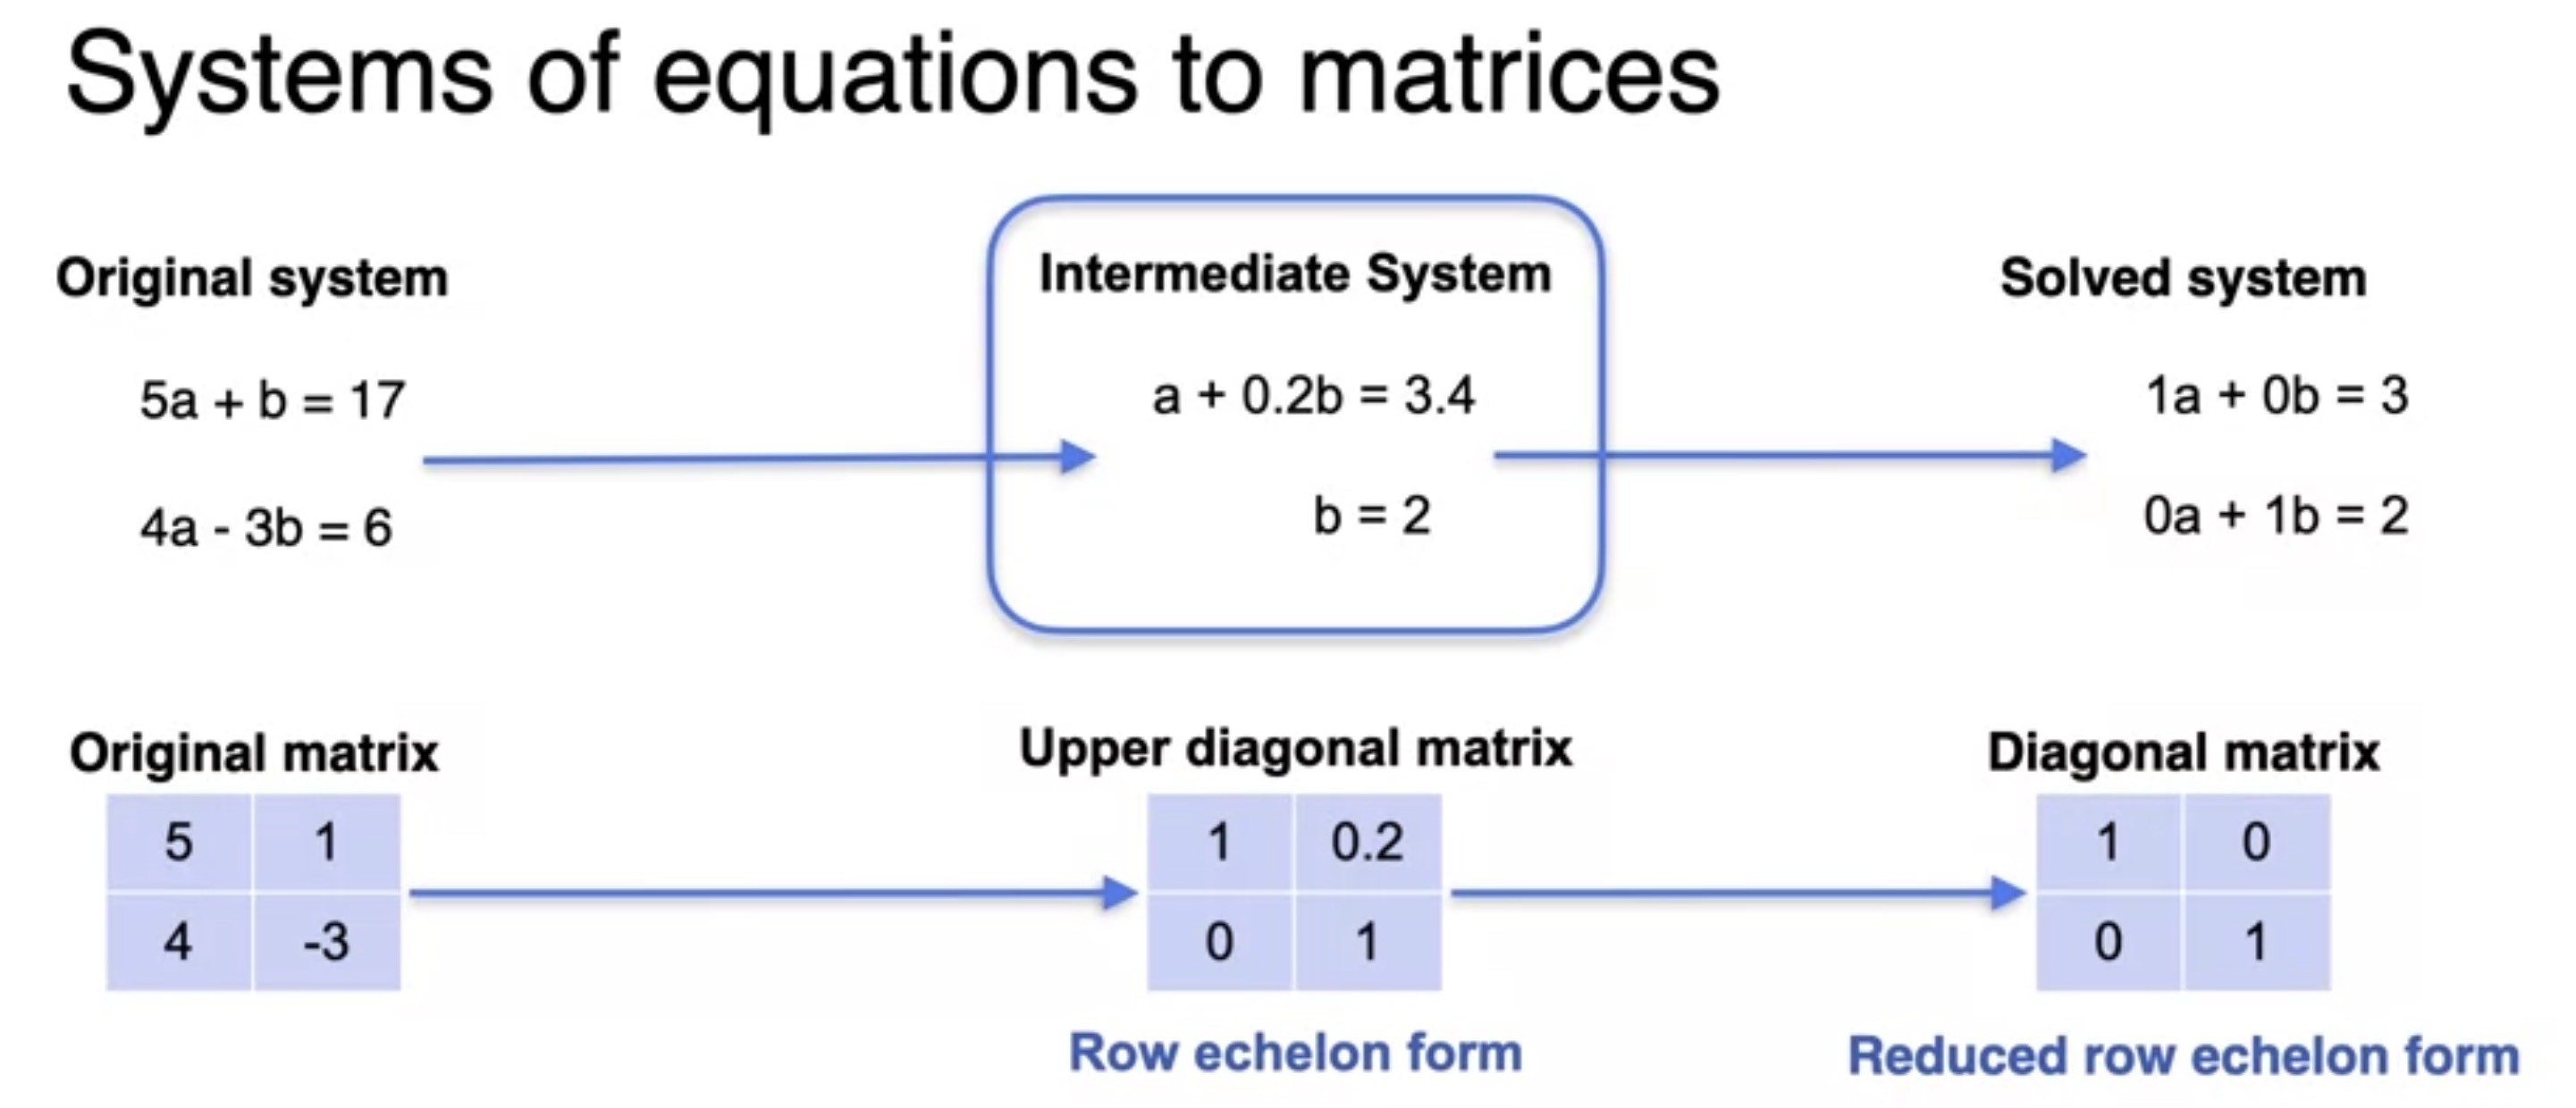 Systems of equations to matrices
Original system
5a + b = 17
4a - 3b = 6
Intermediate System
a + 0.2b = 3.4
b = 2
Solved system
1a + 0b = 3
0a + 1b = 2
Original matrix
5 1
4 -3
Upper diagonal matrix
1 0.2
0 1
Row echelon form
Diagonal matrix
1 0
0 1
Reduced row echelon form